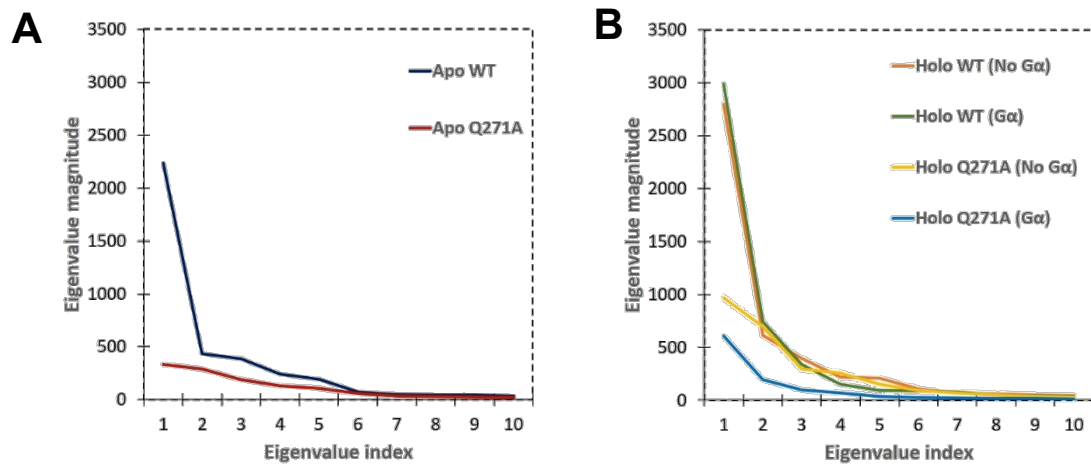 A
3500
3000
2500
2000
1500
1000
500
0
Eigenvalue magnitude
Apo WT
Apo Q271A
1 2 3 4 5 6 7 8 9 10
Eigenvalue index
B
3500
3000
2500
2000
1500
1000
500
0
Eigenvalue magnitude
Holo WT (No Gα)
Holo WT (Gα)
Holo Q271A (No Gα)
Holo Q271A (Gα)
1 2 3 4 5 6 7 8 9 10
Eigenvalue index